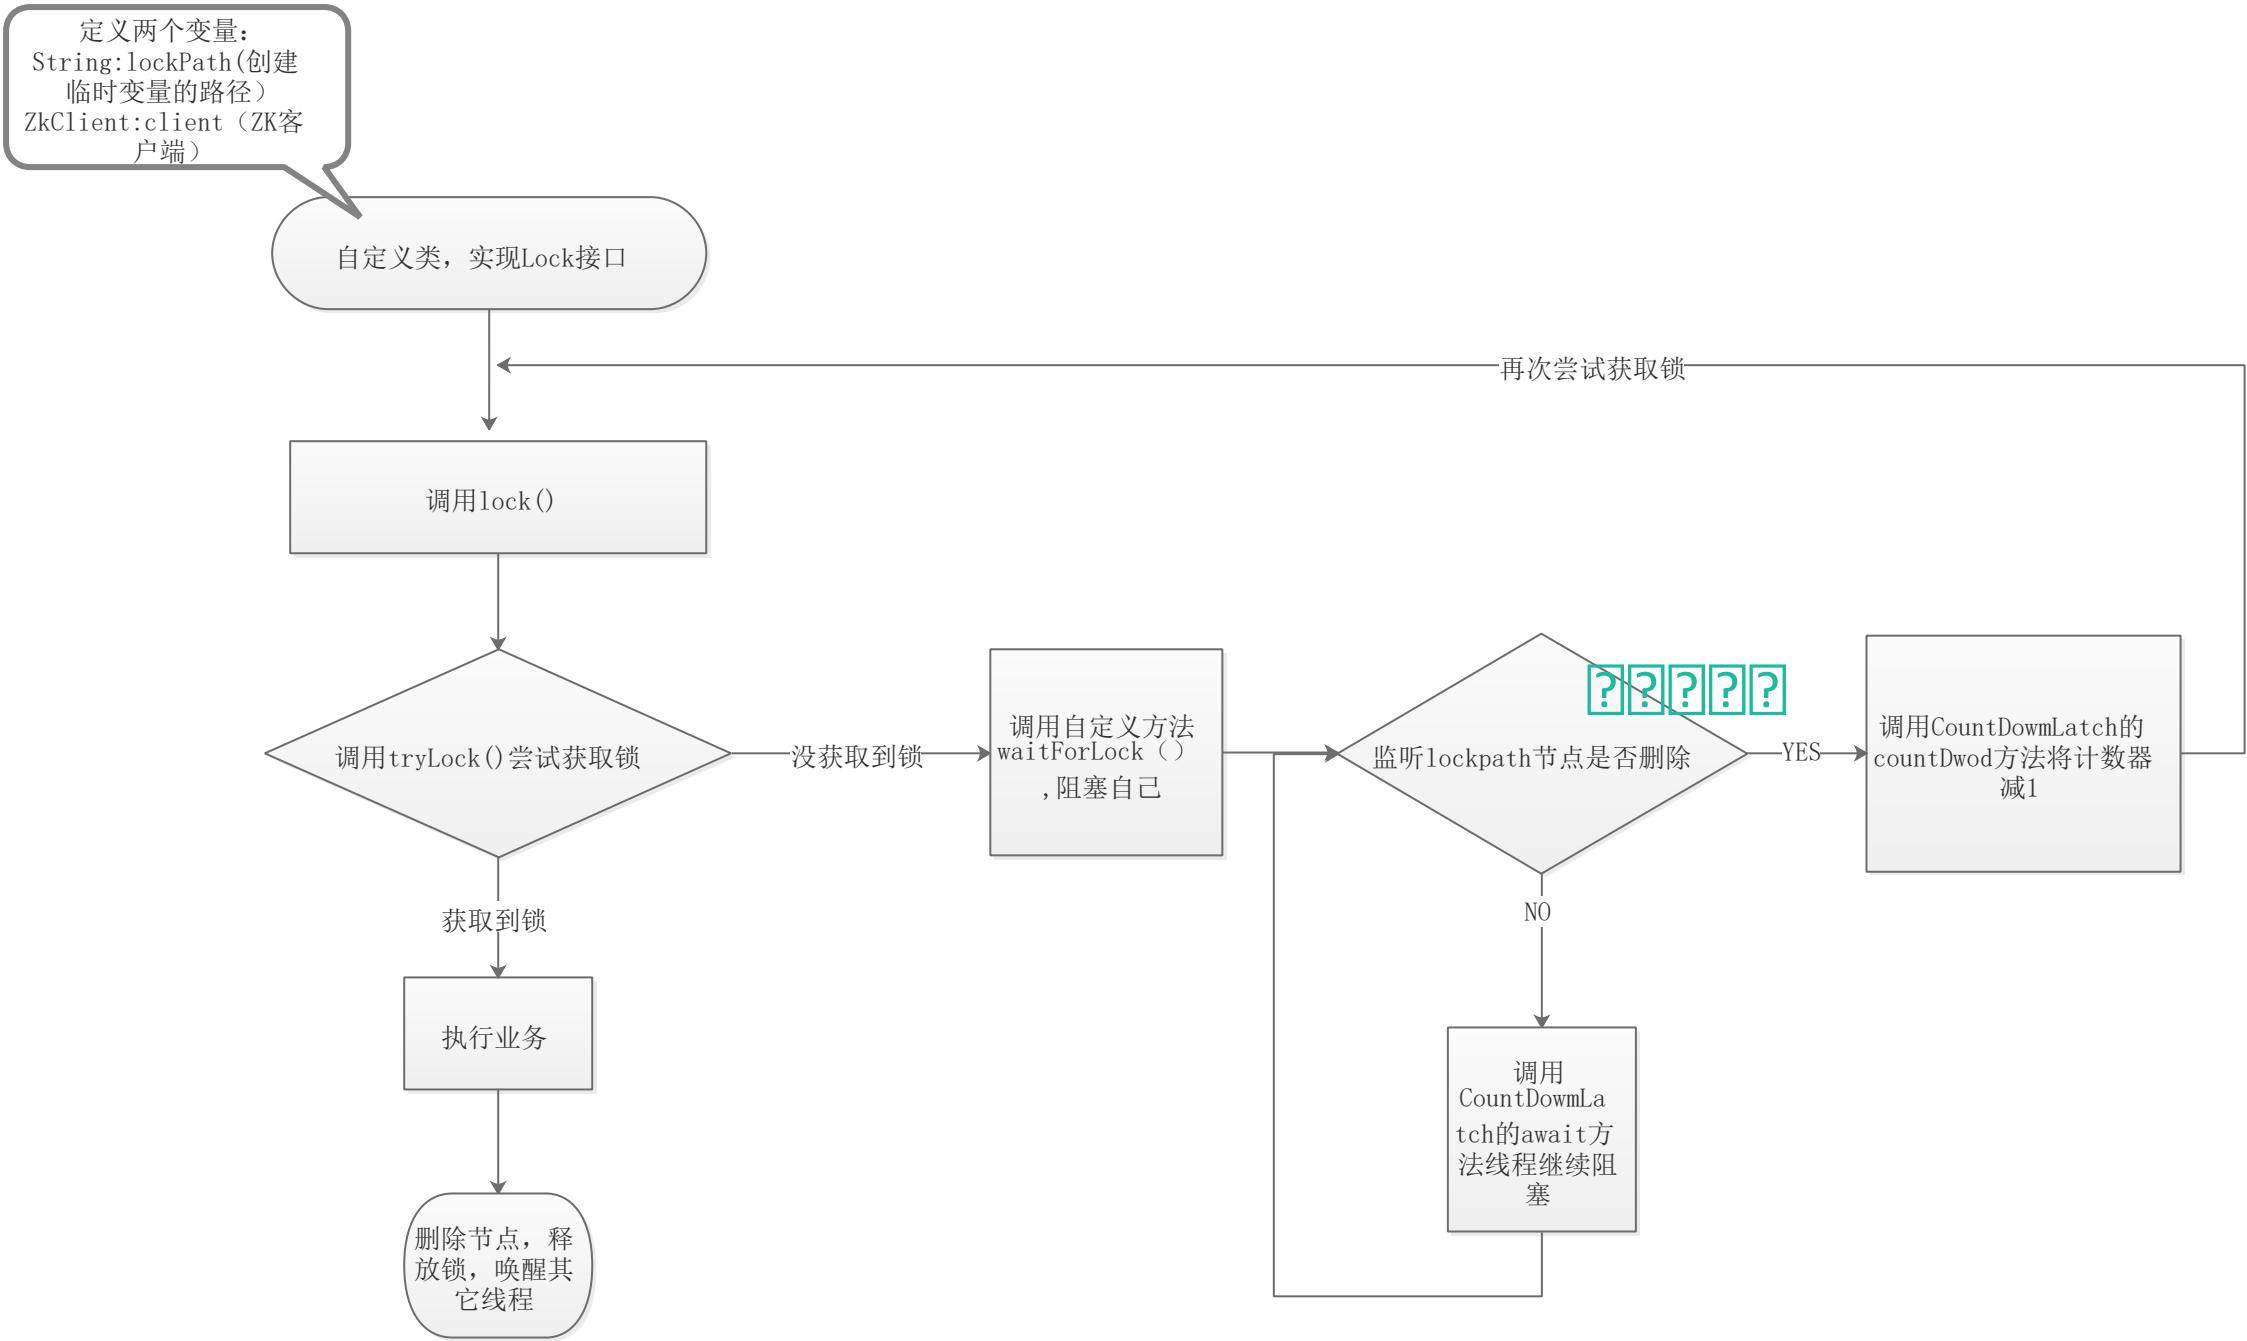 定义两个变量：
String:lockPath(创建
临时变量的路径）
ZkClient:client（ZK客
户端）
自定义类，实现Lock接口
再次尝试获取锁
调用lock()
调用tryLock()尝试获取锁
没获取到锁
调用自定义方法
waitForLock（）
,阻塞自己
监听lockpath节点是否删除
YES
调用CountDowmLatch的
countDwod方法将计数器
减1
获取到锁
NO
执行业务
调用
CountDowmLa
tch的await方
法线程继续阻
塞
删除节点，释
放锁，唤醒其
它线程